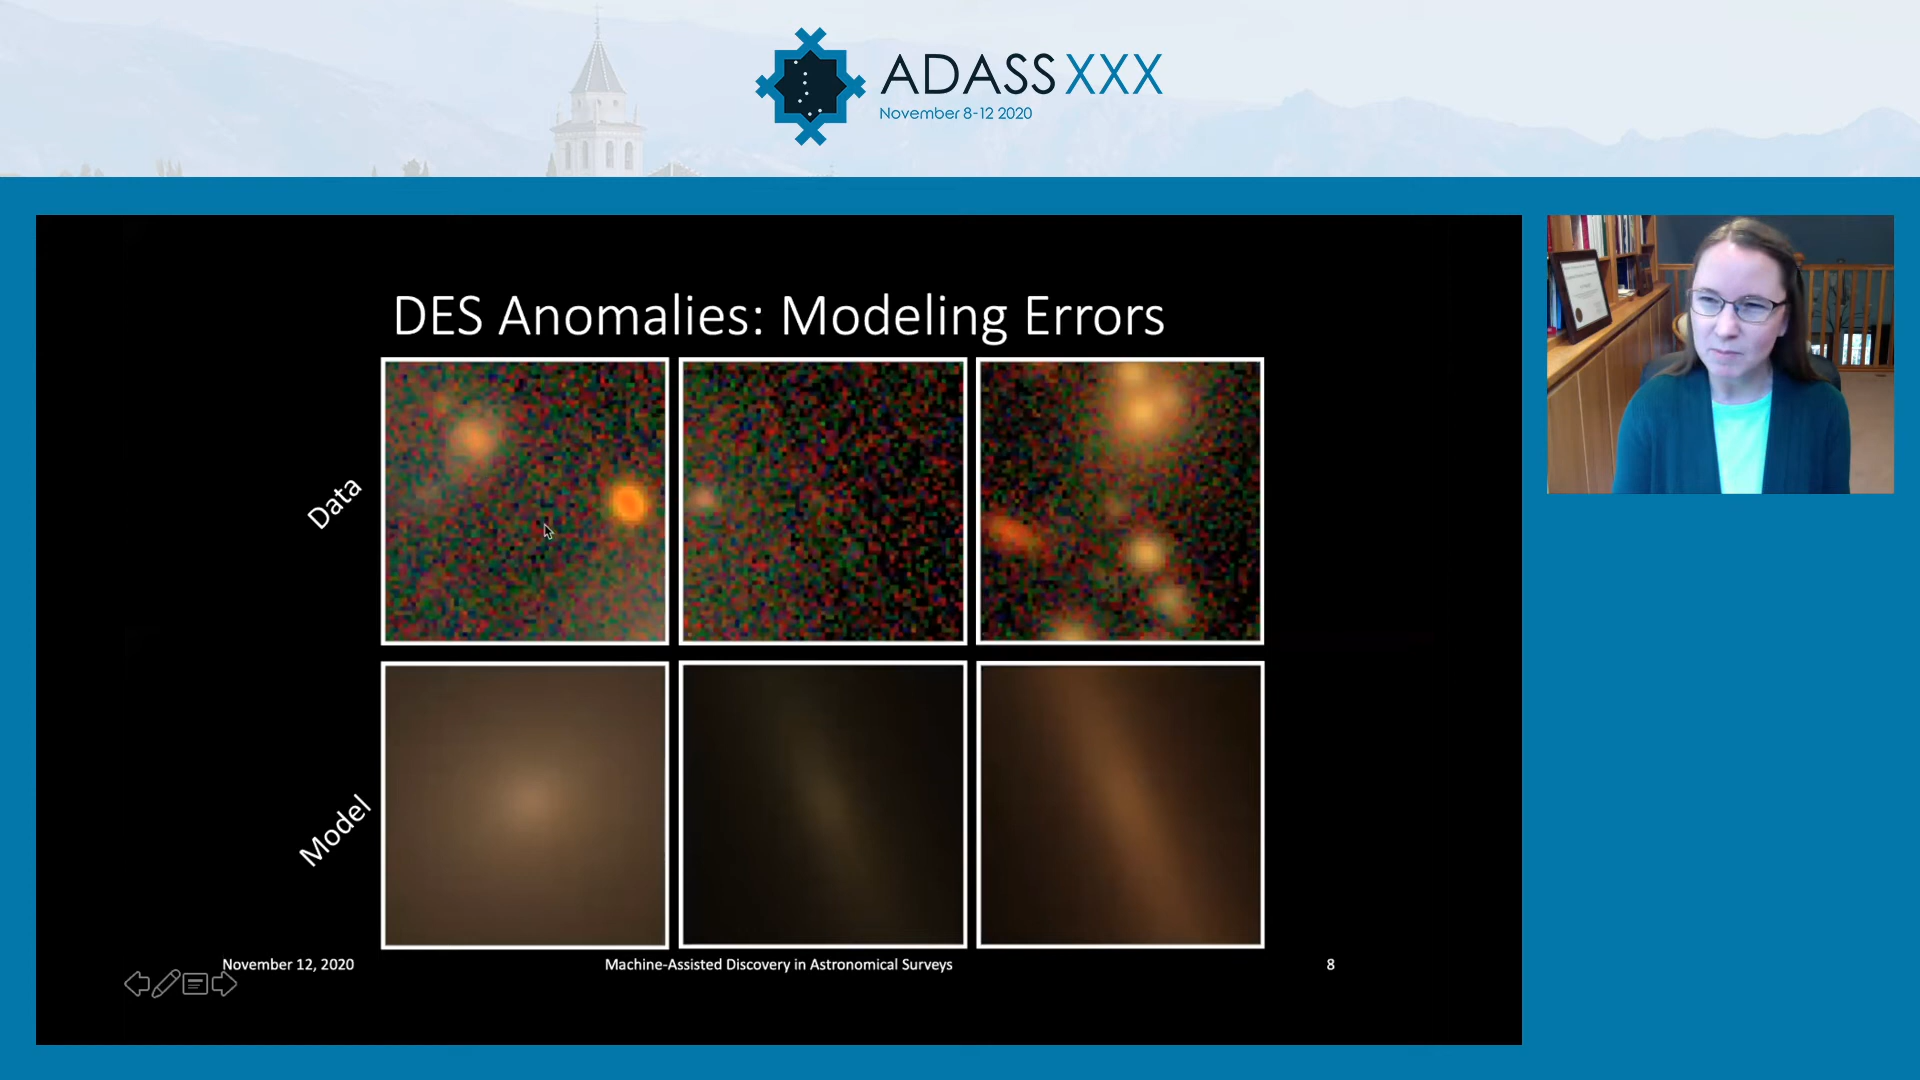 ADASS XXX
November 8-12 2020
DES Anomalies: Modeling Errors
Data
Model
November 12, 2020
Machine-Assisted Discovery in Astronomical Surveys
8